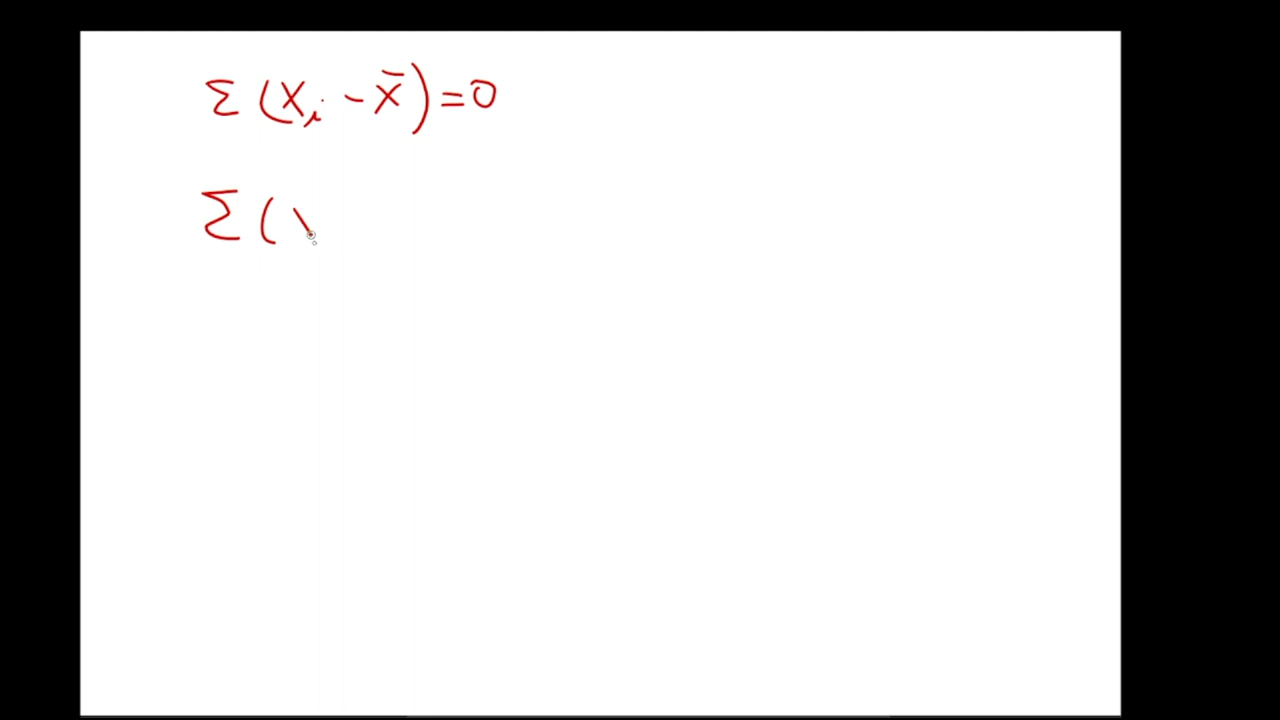 Σ (Xᵢ - X̄) = 0
Σ (